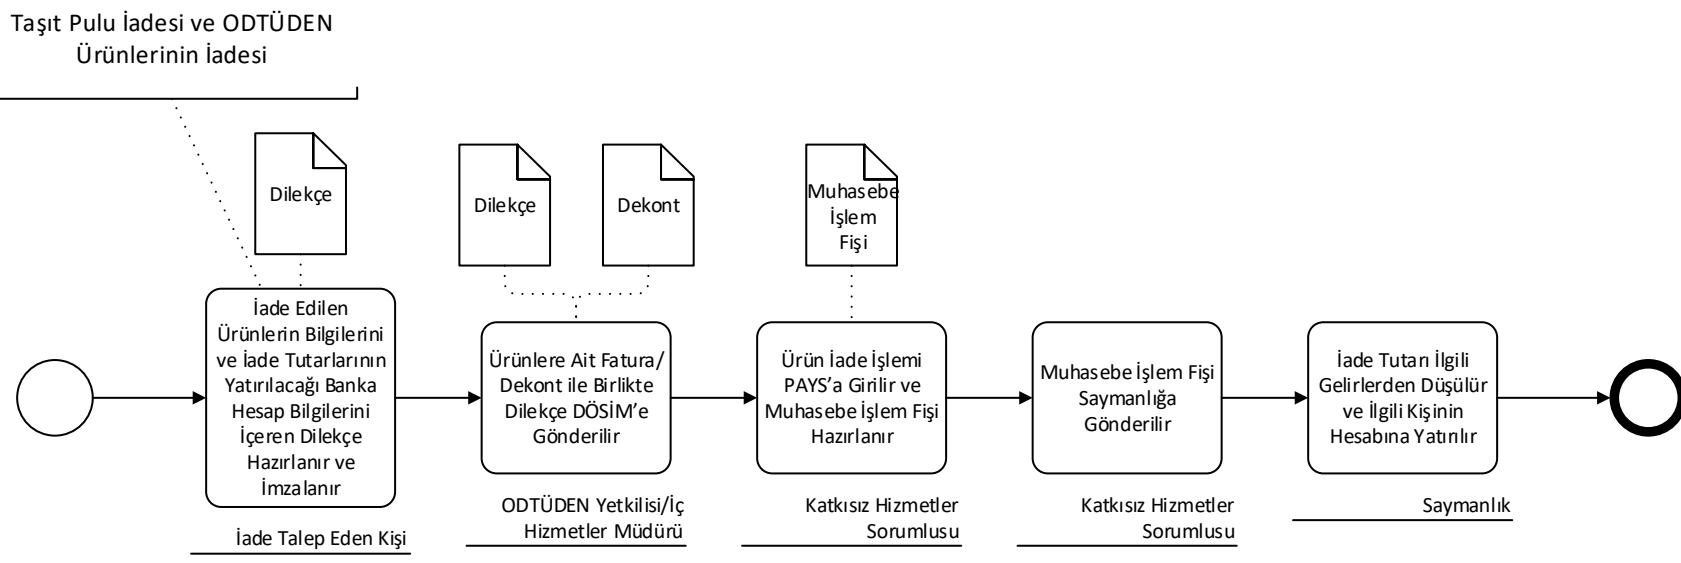 Taşıt Pulu İadesi ve ODTÜDEN
Ürünlerinin İadesi
Dilekçe
Dilekçe
Dekont
Muhasebe
İşlem
Fişi
İade Edilen
Ürünlerin Bilgilerini
ve İade Tutarlarının
Yatırılacağı Banka
Hesap Bilgilerini
İçeren Dilekçe
Hazırlanır ve
İmzalanır
Ürünlere Ait Fatura/
Dekont ile Birlikte
Dilekçe DÖSİM’e
Gönderilir
Ürün İade İşlemi
PAYS’a Girilir ve
Muhasebe İşlem Fişi
Hazırlanır
Muhasebe İşlem Fişi
Saymanlığa
Gönderilir
İade Tutarı İlgili
Gelirlerden Düşülür
ve İlgili Kişinin
Hesabına Yatırılır
İade Talep Eden Kişi
ODTÜDEN Yetkilisi/İç
Hizmetler Müdürü
Katkısız Hizmetler
Sorumlusu
Katkısız Hizmetler
Sorumlusu
Saymanlık